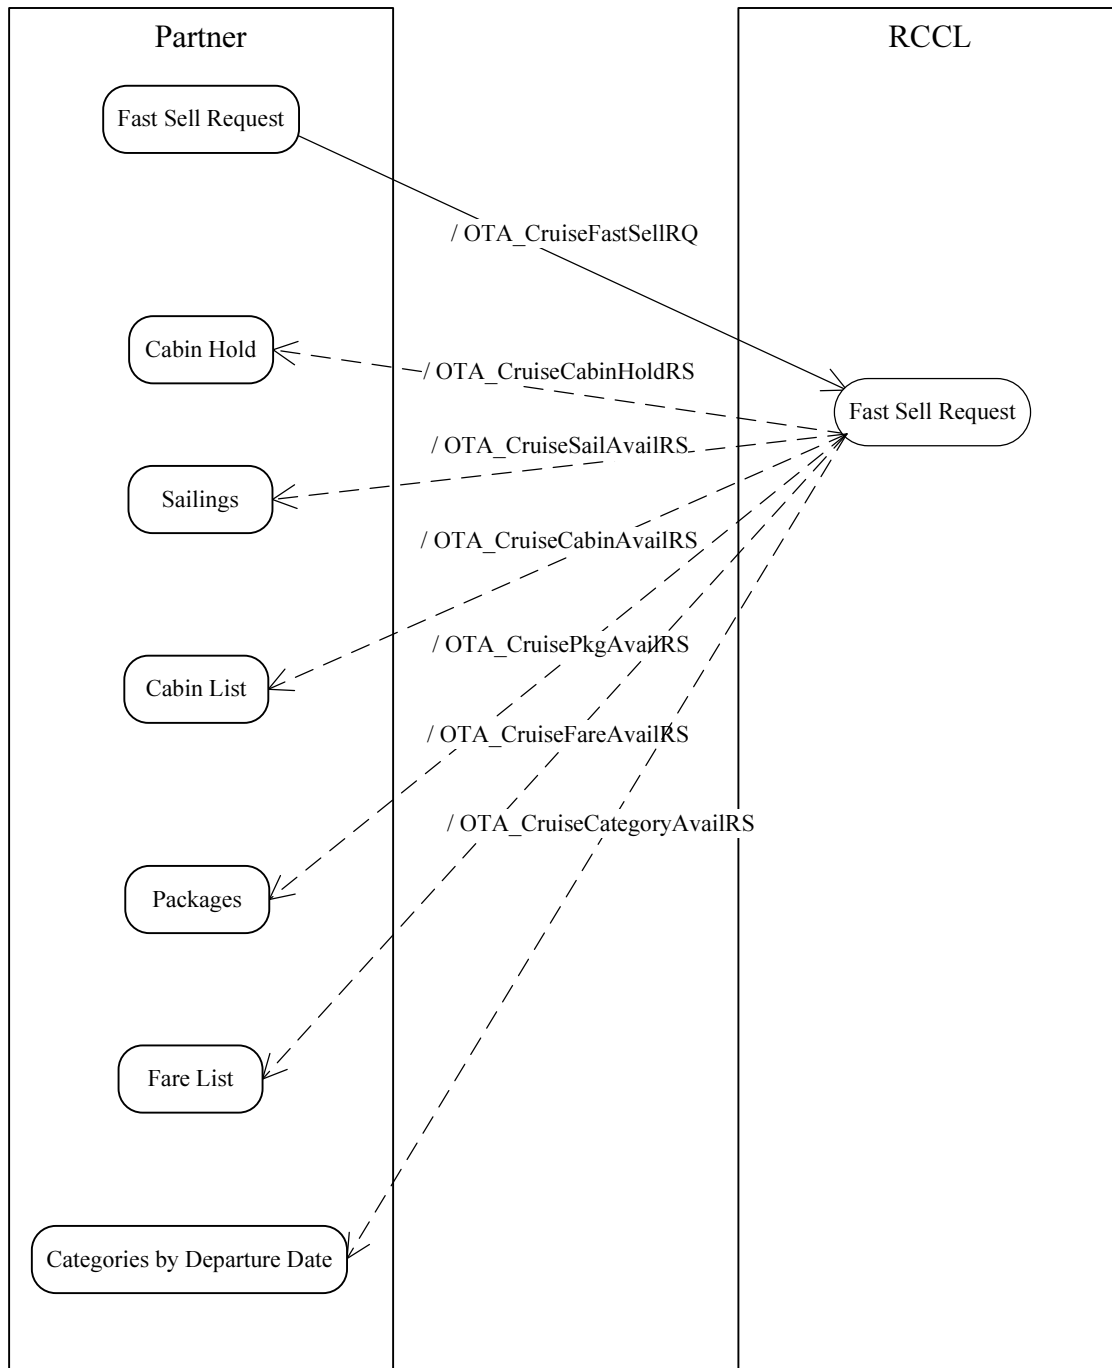 Partner
RCCL
Fast Sell Request
/ OTA_CruiseFastSellRQ
Cabin Hold
/ OTA_CruiseCabinHoldRS
Fast Sell Request
/ OTA_CruiseSailAvailRS
Sailings
/ OTA_CruiseCabinAvailRS
/ OTA_CruisePkgAvailRS
Cabin List
/ OTA_CruiseFareAvailRS
/ OTA_CruiseCategoryAvailRS
Packages
Fare List
Categories by Departure Date